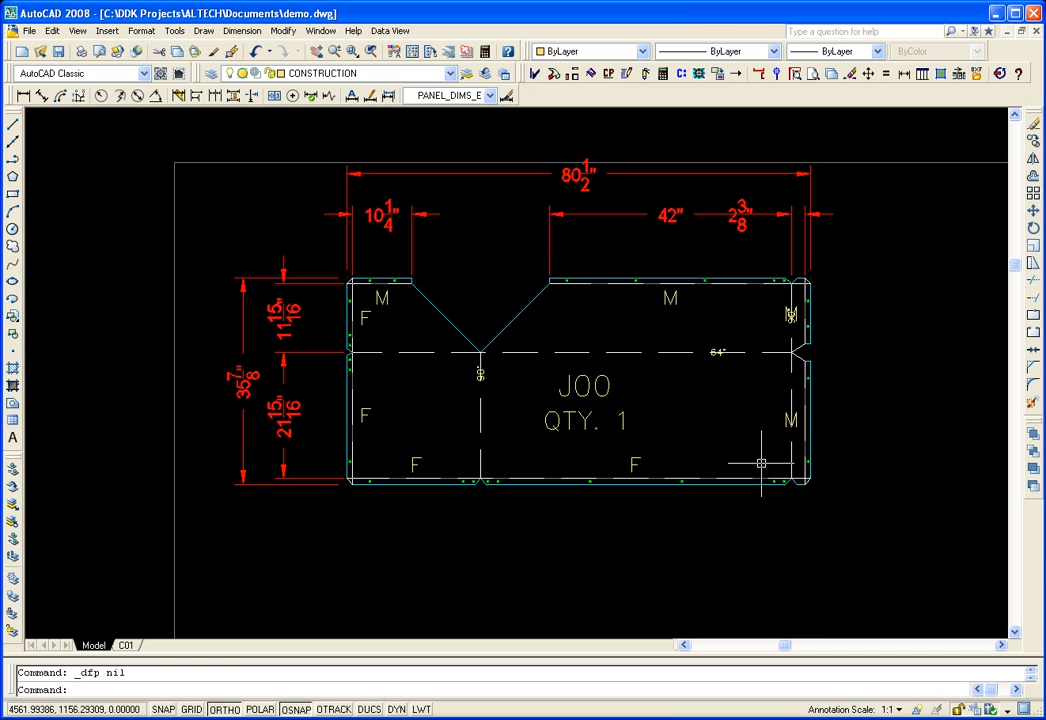 AutoCAD 2008 - [C:\DDK Projects\ALTECH\Documents\demo.dwg]
File Edit View Insert Format Tools Draw Dimension Modify Window Help Data View
Type a question for help
ByLayer ByLayer ByLayer ByColor
AutoCAD Classic CONSTRUCTION
CP C:
PANEL_DIMS_E
80 1/2"
10 1/4" 42" 2 3/8"
M M
F M
11 15/16"
64"
35 7/8"
90°
J00
QTY. 1
21 15/16"
F M
F F
A
Model C01
Command: _dfp nil
Command:
4561.99386, 1156.29309, 0.00000 SNAP GRID ORTHO POLAR OSNAP OTRACK DUCS DYN LWT Annotation Scale: 1:1